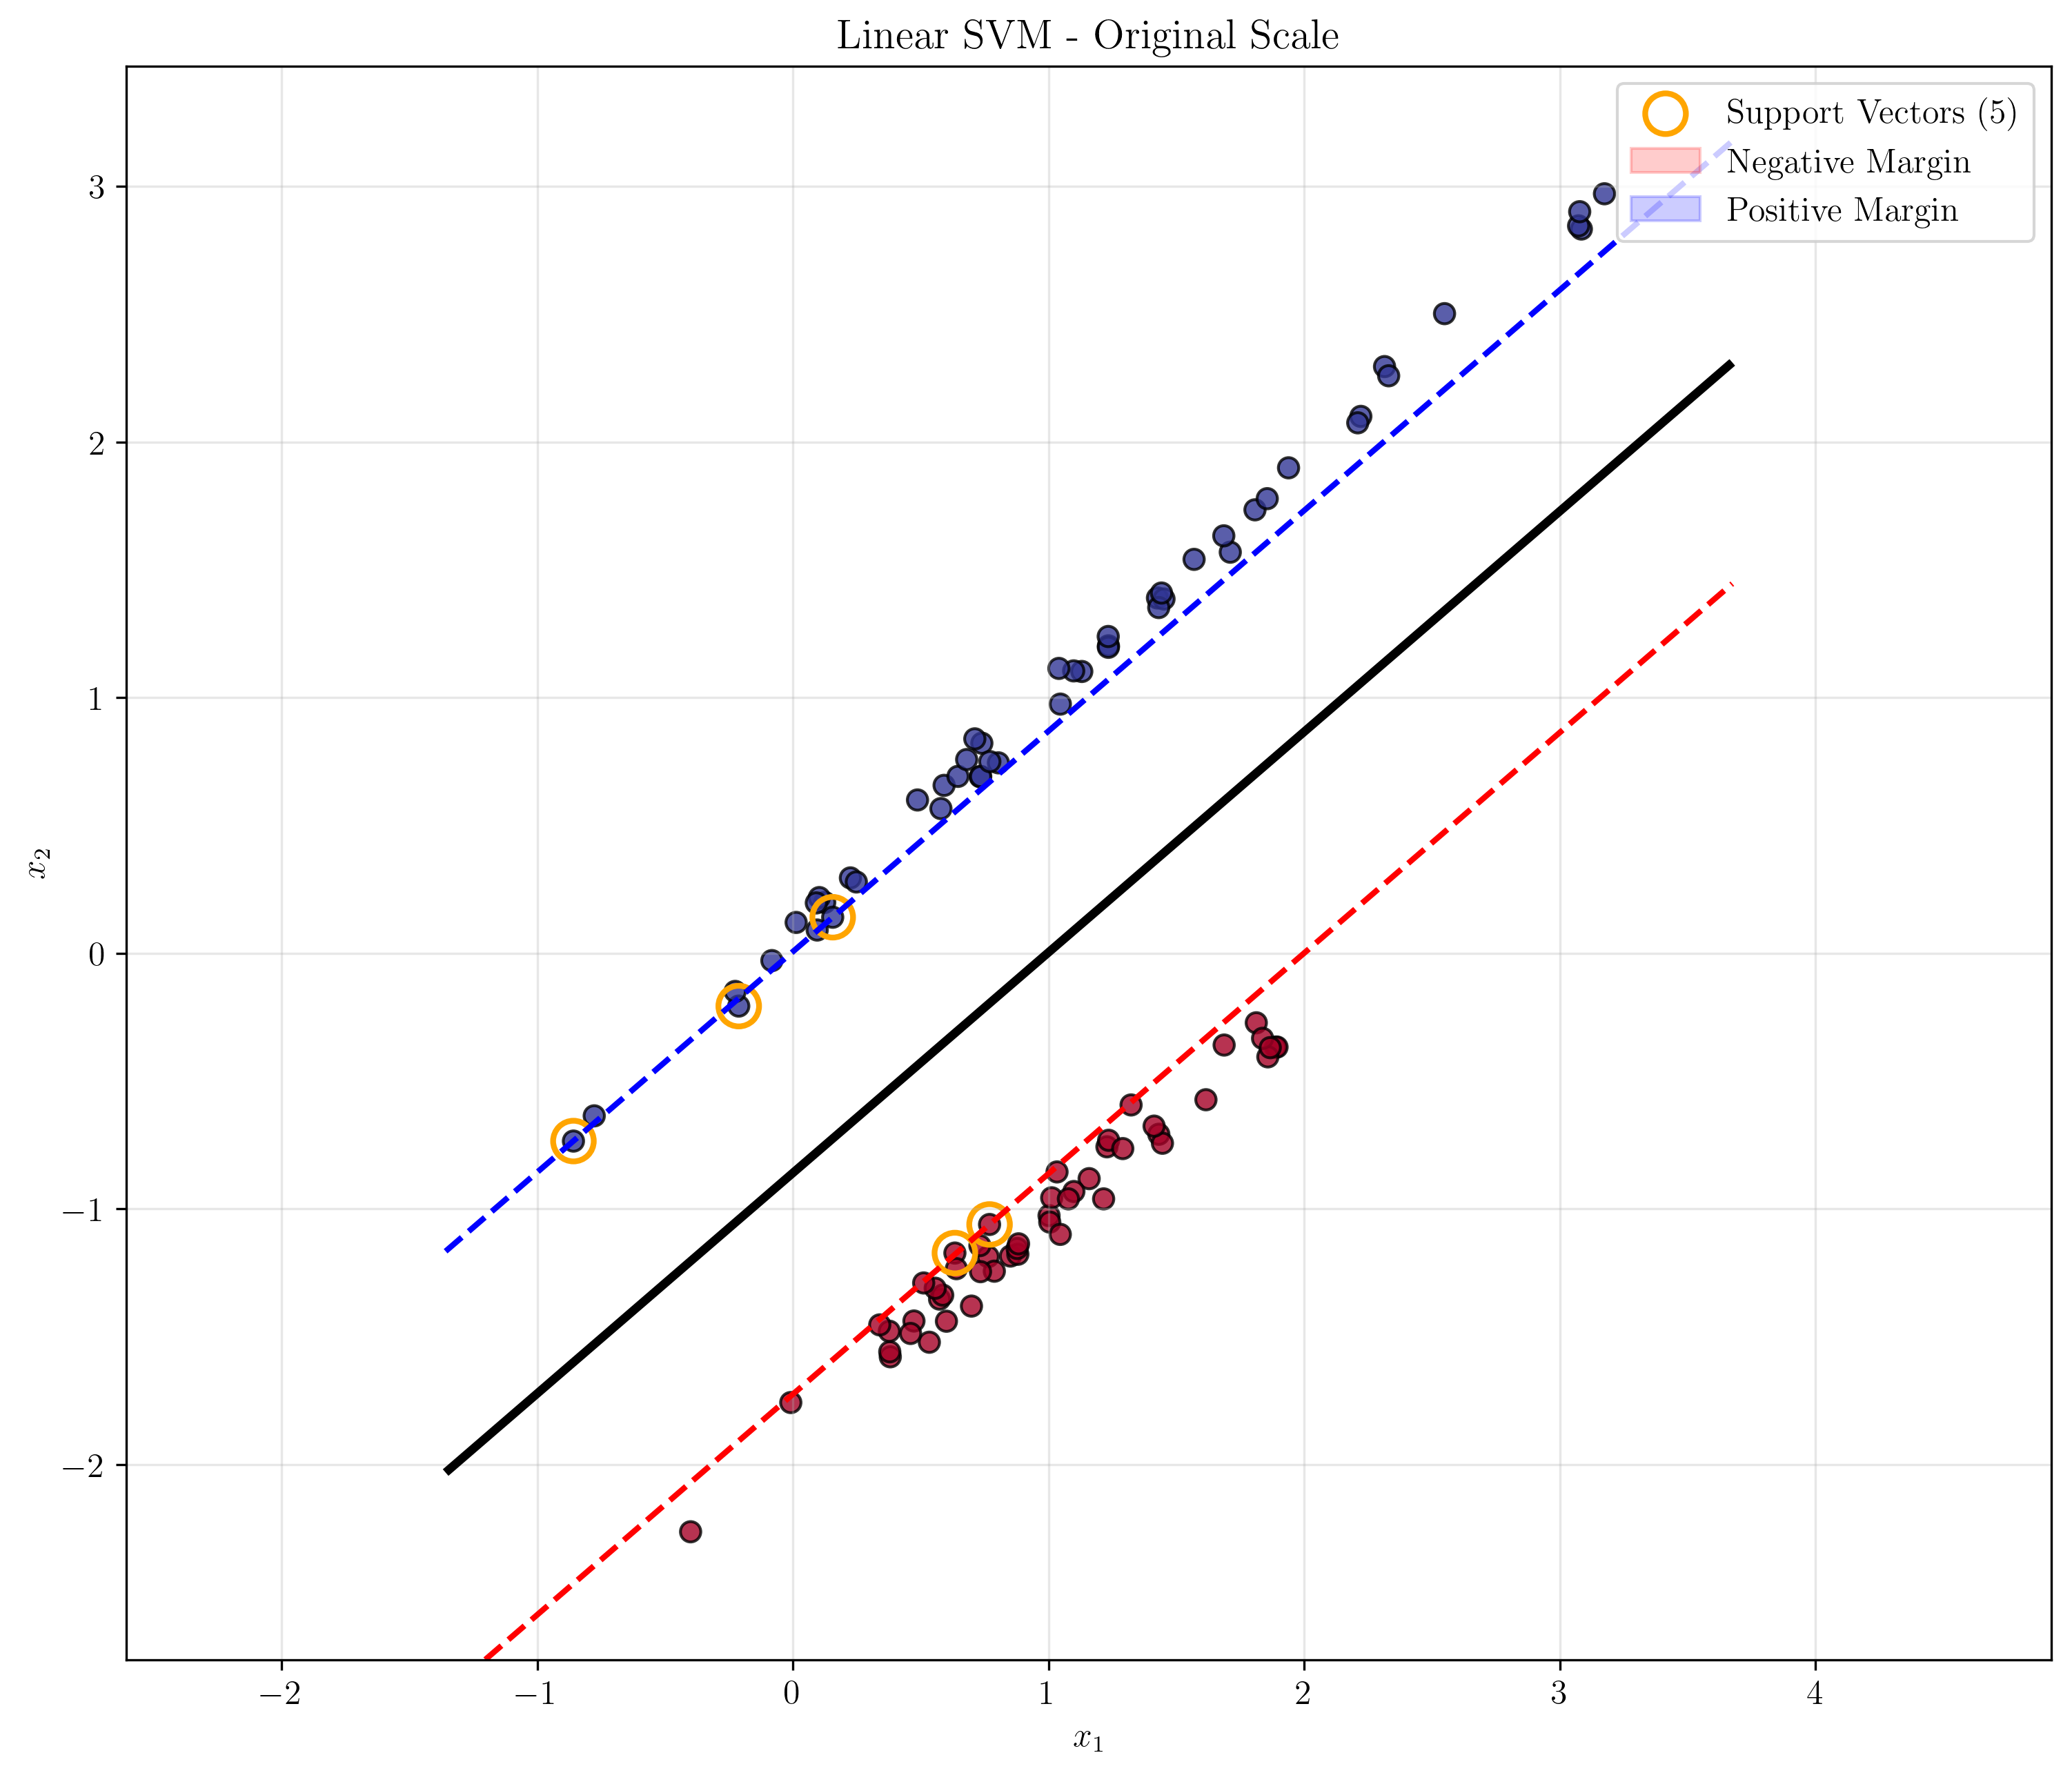 Linear SVM - Original Scale
Support Vectors (5)
Negative Margin
Positive Margin
3
2
1
0
−1
−2
x₂
−2
−1
0
1
2
3
4
x₁